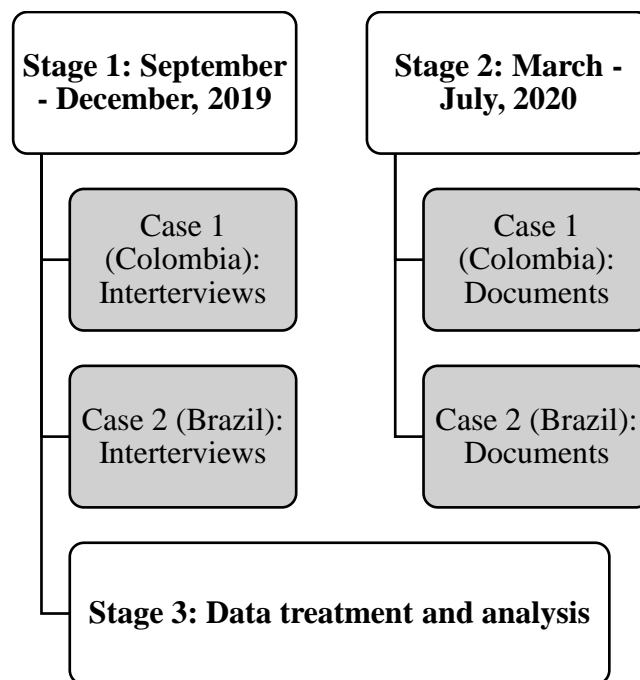 Stage 1: September
- December, 2019
Case 1
(Colombia):
Interterviews
Case 2 (Brazil):
Interterviews
Stage 2: March -
July, 2020
Case 1
(Colombia):
Documents
Case 2 (Brazil):
Documents
Stage 3: Data treatment and analysis